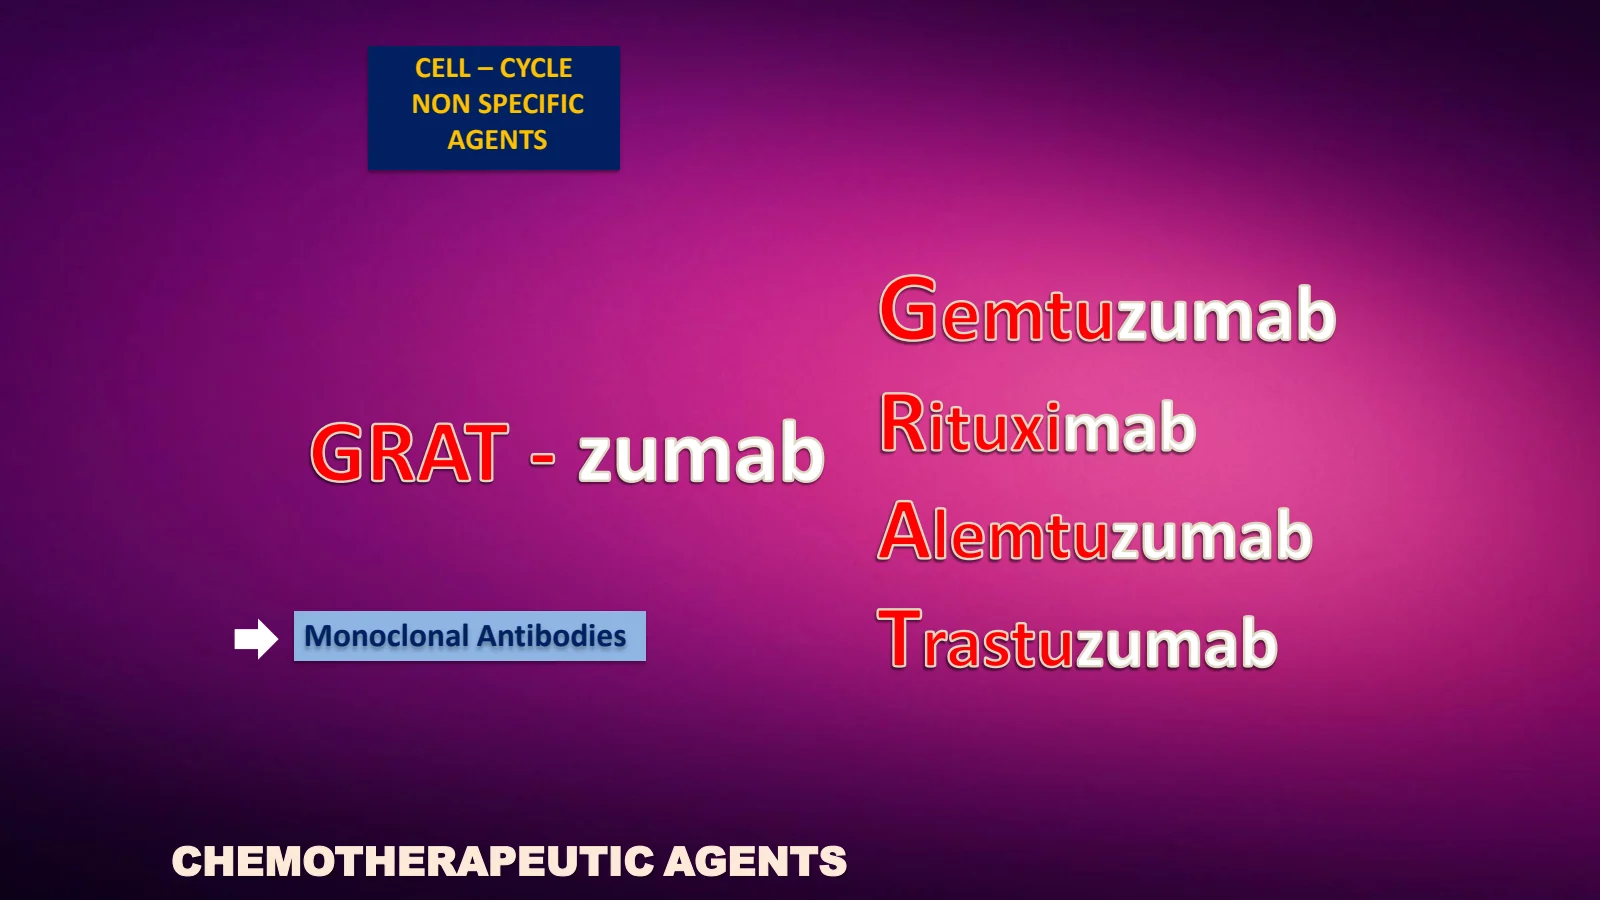 CELL – CYCLE
NON SPECIFIC
AGENTS
GRAT - zumab
Gemtuzumab
Rituximab
Alemtuzumab
Trastuzumab
Monoclonal Antibodies
CHEMOTHERAPEUTIC AGENTS